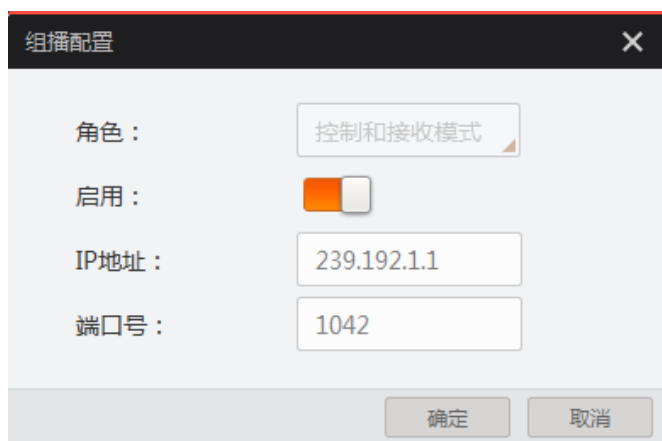 组播配置
角色： 控制和接收模式
启用：
IP地址： 239.192.1.1
端口号： 1042
确定 取消